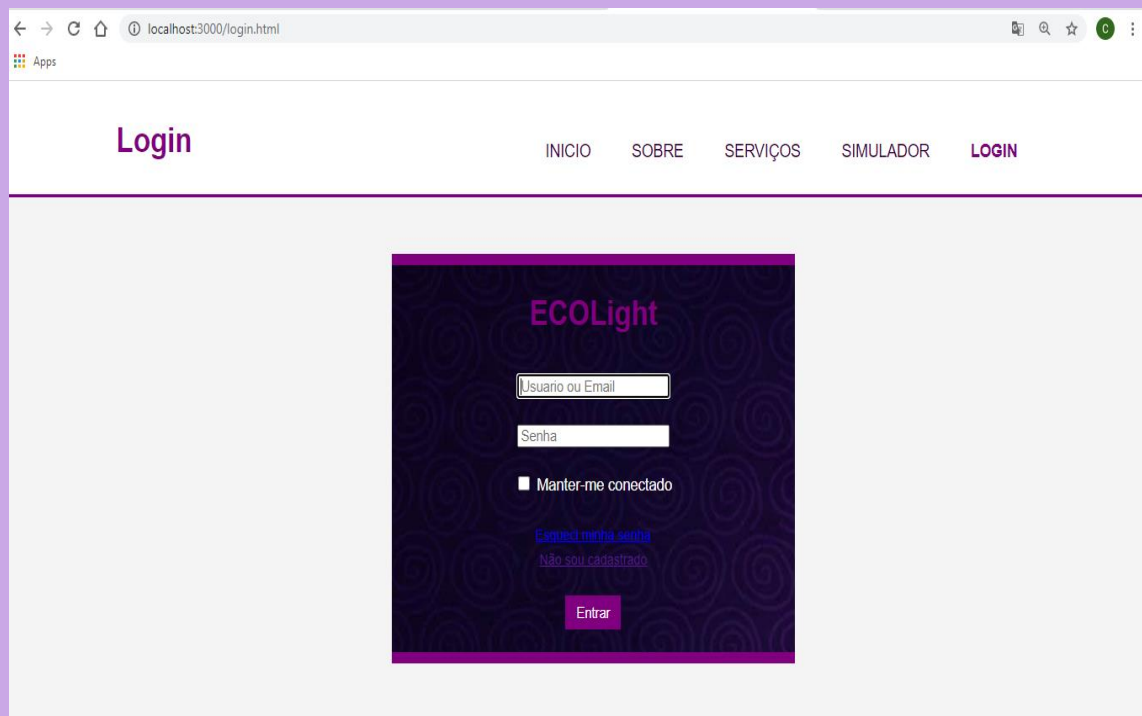 localhost:3000/login.html
C
Apps
Login
INICIO SOBRE SERVIÇOS SIMULADOR LOGIN
ECOLight
Usuario ou Email
Senha
Manter-me conectado
Esqueci minha senha
Não sou cadastrado
Entrar